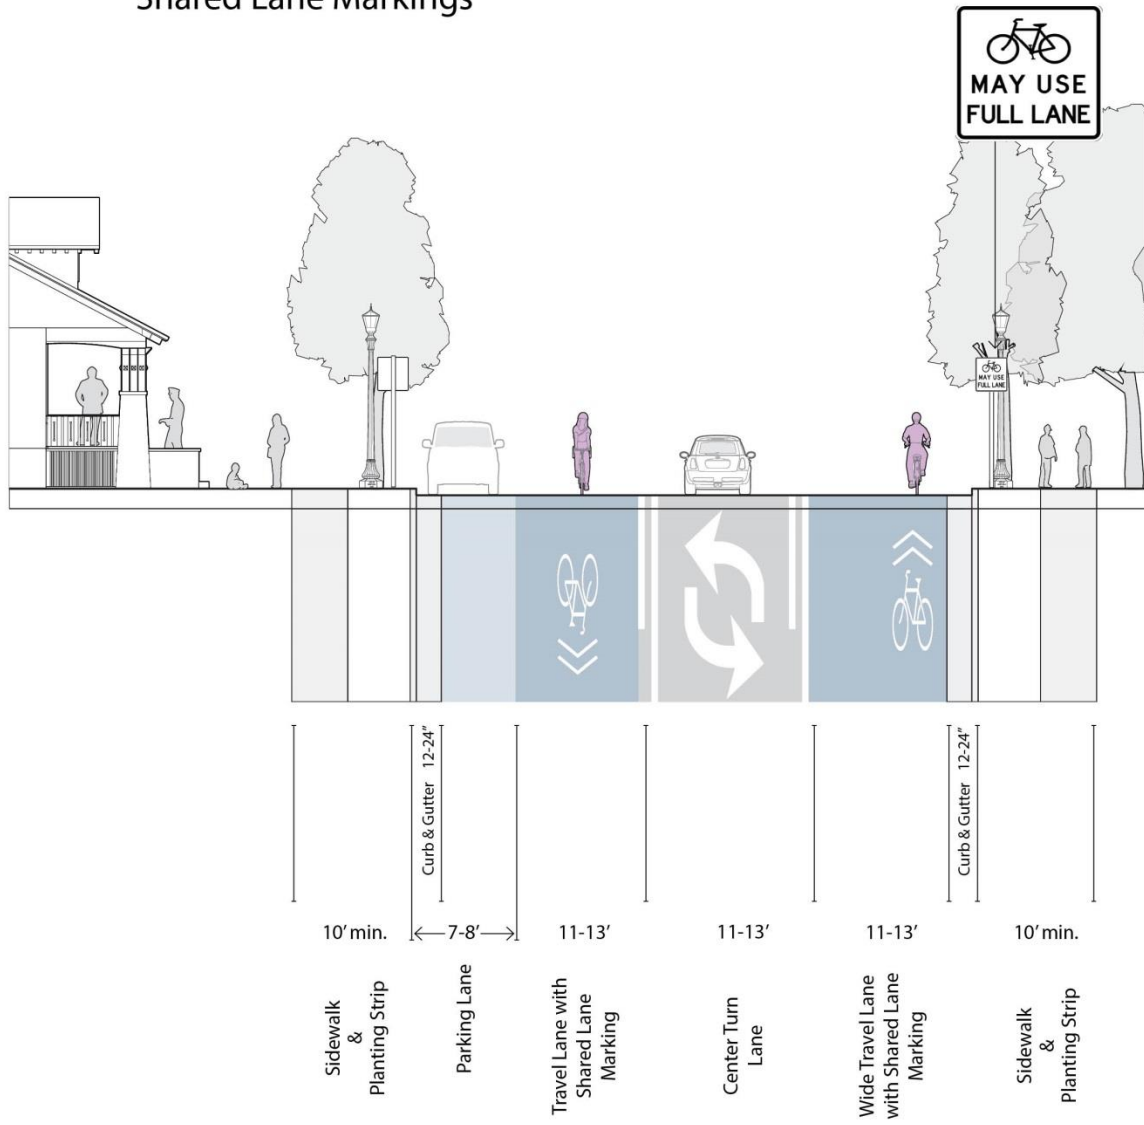 Shared Lane Markings
MAY USE
FULL LANE
MAY USE
FULL LANE
Curb & Gutter 12-24"
Curb & Gutter 12-24"
10' min.
7-8'
11-13'
11-13'
11-13'
10' min.
Sidewalk
&
Planting Strip
Parking Lane
Travel Lane with
Shared Lane
Marking
Center Turn
Lane
Wide Travel Lane
with Shared Lane
Marking
Sidewalk
&
Planting Strip